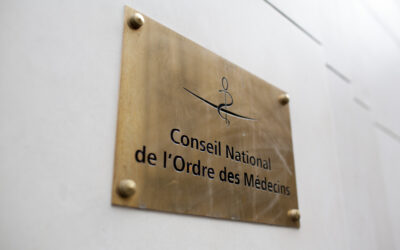 Conseil National
de l'Ordre des Médecins